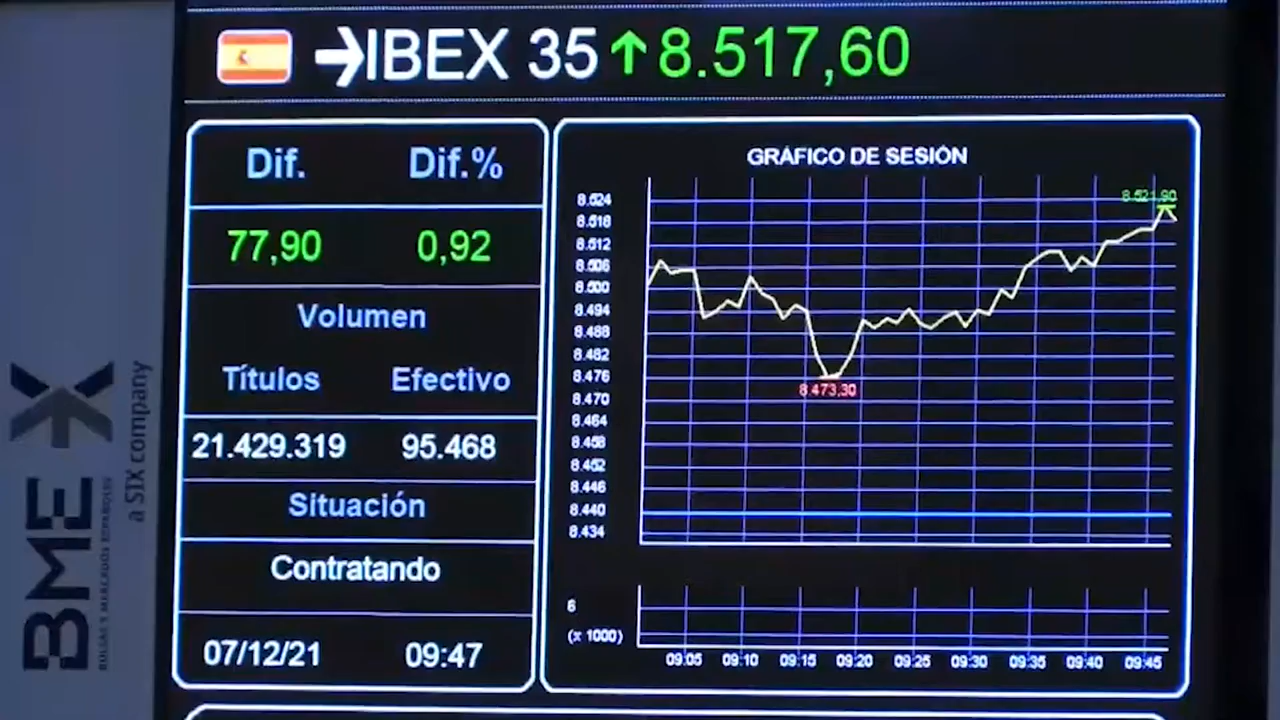 IBEX 35 ↑ 8.517,60
Dif. Dif.%
77,90 0,92
Volumen
Títulos Efectivo
21.429.319 95.468
Situación
Contratando
07/12/21 09:47
GRÁFICO DE SESIÓN
8.521,90
8.524
8.518
8.512
8.506
8.500
8.494
8.488
8.482
8.476
8.473,30
8.470
8.464
8.458
8.452
8.446
8.440
8.434
6
(x 1000)
09:05 09:10 09:15 09:20 09:25 09:30 09:35 09:40 09:45
BME X
BOLSAS Y MERCADOS ESPAÑOLES
a SIX company